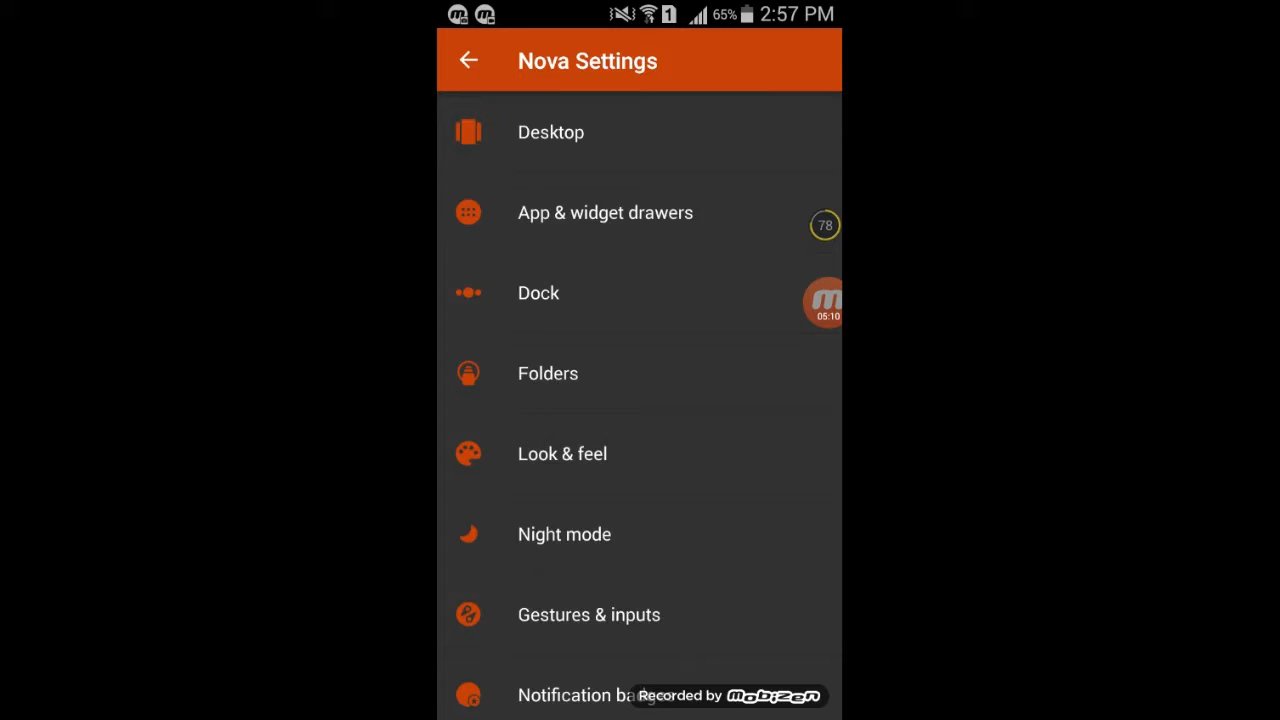 1 65% 2:57 PM
Nova Settings
Desktop
App & widget drawers
78
Dock
05:10
Folders
Look & feel
Night mode
Gestures & inputs
Notification
Recorded by mobizen